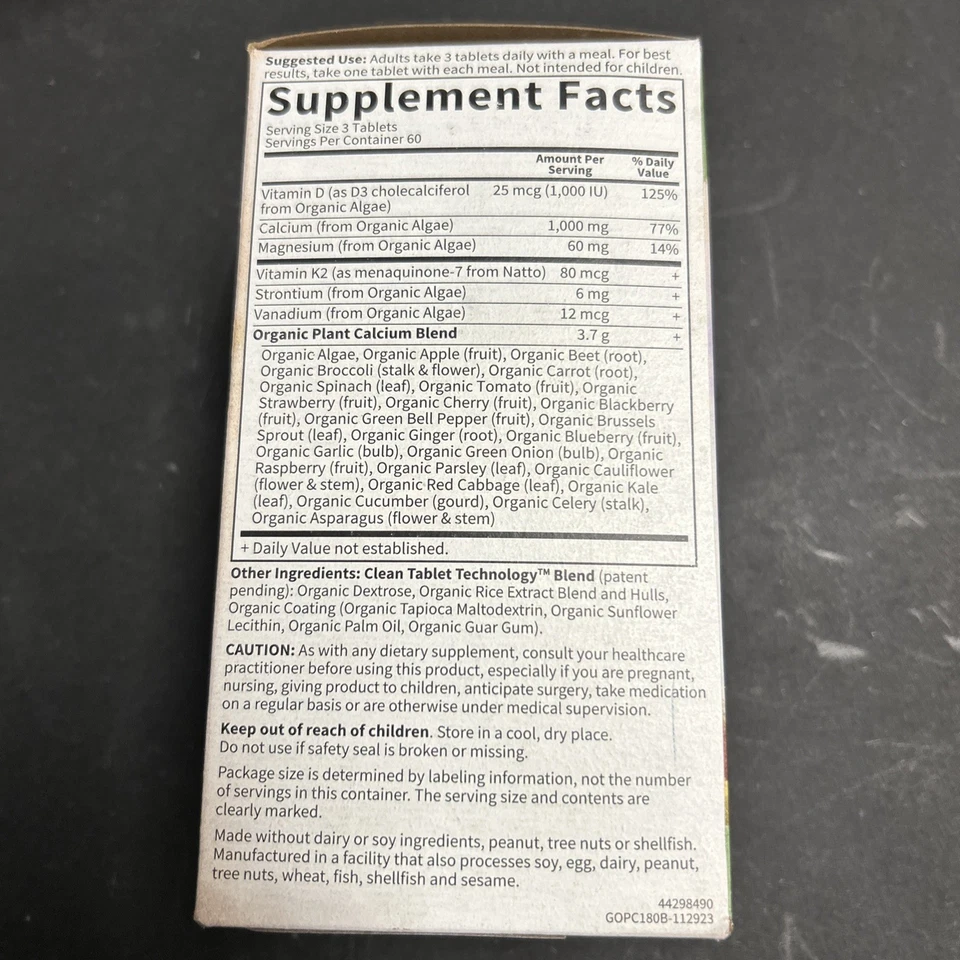 Suggested Use: Adults take 3 tablets daily with a meal. For best
results, take one tablet with each meal. Not intended for children.
Supplement Facts
Serving Size 3 Tablets
Servings Per Container 60
Amount Per Serving % Daily Value
Vitamin D (as D3 cholecalciferol from Organic Algae) 25 mcg (1,000 IU) 125%
Calcium (from Organic Algae) 1,000 mg 77%
Magnesium (from Organic Algae) 60 mg 14%
Vitamin K2 (as menaquinone-7 from Natto) 80 mcg +
Strontium (from Organic Algae) 6 mg +
Vanadium (from Organic Algae) 12 mcg +
Organic Plant Calcium Blend 3.7 g +
Organic Algae, Organic Apple (fruit), Organic Beet (root),
Organic Broccoli (stalk & flower), Organic Carrot (root),
Organic Spinach (leaf), Organic Tomato (fruit), Organic
Strawberry (fruit), Organic Cherry (fruit), Organic Blackberry
(fruit), Organic Green Bell Pepper (fruit), Organic Brussels
Sprout (leaf), Organic Ginger (root), Organic Blueberry (fruit),
Organic Garlic (bulb), Organic Green Onion (bulb), Organic
Raspberry (fruit), Organic Parsley (leaf), Organic Cauliflower
(flower & stem), Organic Red Cabbage (leaf), Organic Kale
(leaf), Organic Cucumber (gourd), Organic Celery (stalk),
Organic Asparagus (flower & stem)
+ Daily Value not established.
Other Ingredients: Clean Tablet Technology™ Blend (patent
pending): Organic Dextrose, Organic Rice Extract Blend and Hulls,
Organic Coating (Organic Tapioca Maltodextrin, Organic Sunflower
Lecithin, Organic Palm Oil, Organic Guar Gum).
CAUTION: As with any dietary supplement, consult your healthcare
practitioner before using this product, especially if you are pregnant,
nursing, giving product to children, anticipate surgery, take medication
on a regular basis or are otherwise under medical supervision.
Keep out of reach of children. Store in a cool, dry place.
Do not use if safety seal is broken or missing.
Package size is determined by labeling information, not the number
of servings in this container. The serving size and contents are
clearly marked.
Made without dairy or soy ingredients, peanut, tree nuts or shellfish.
Manufactured in a facility that also processes soy, egg, dairy, peanut,
tree nuts, wheat, fish, shellfish and sesame.
44298490
GOPC180B-112923